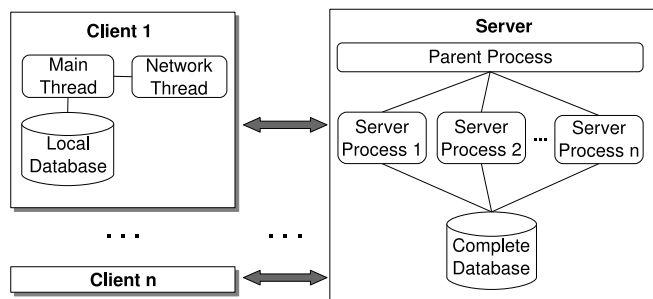 Client 1
Main
Thread
Network
Thread
Local
Database
. . .
Client n
. . .
Server
Parent Process
Server
Process 1
Server
Process 2
...
Server
Process n
Complete
Database